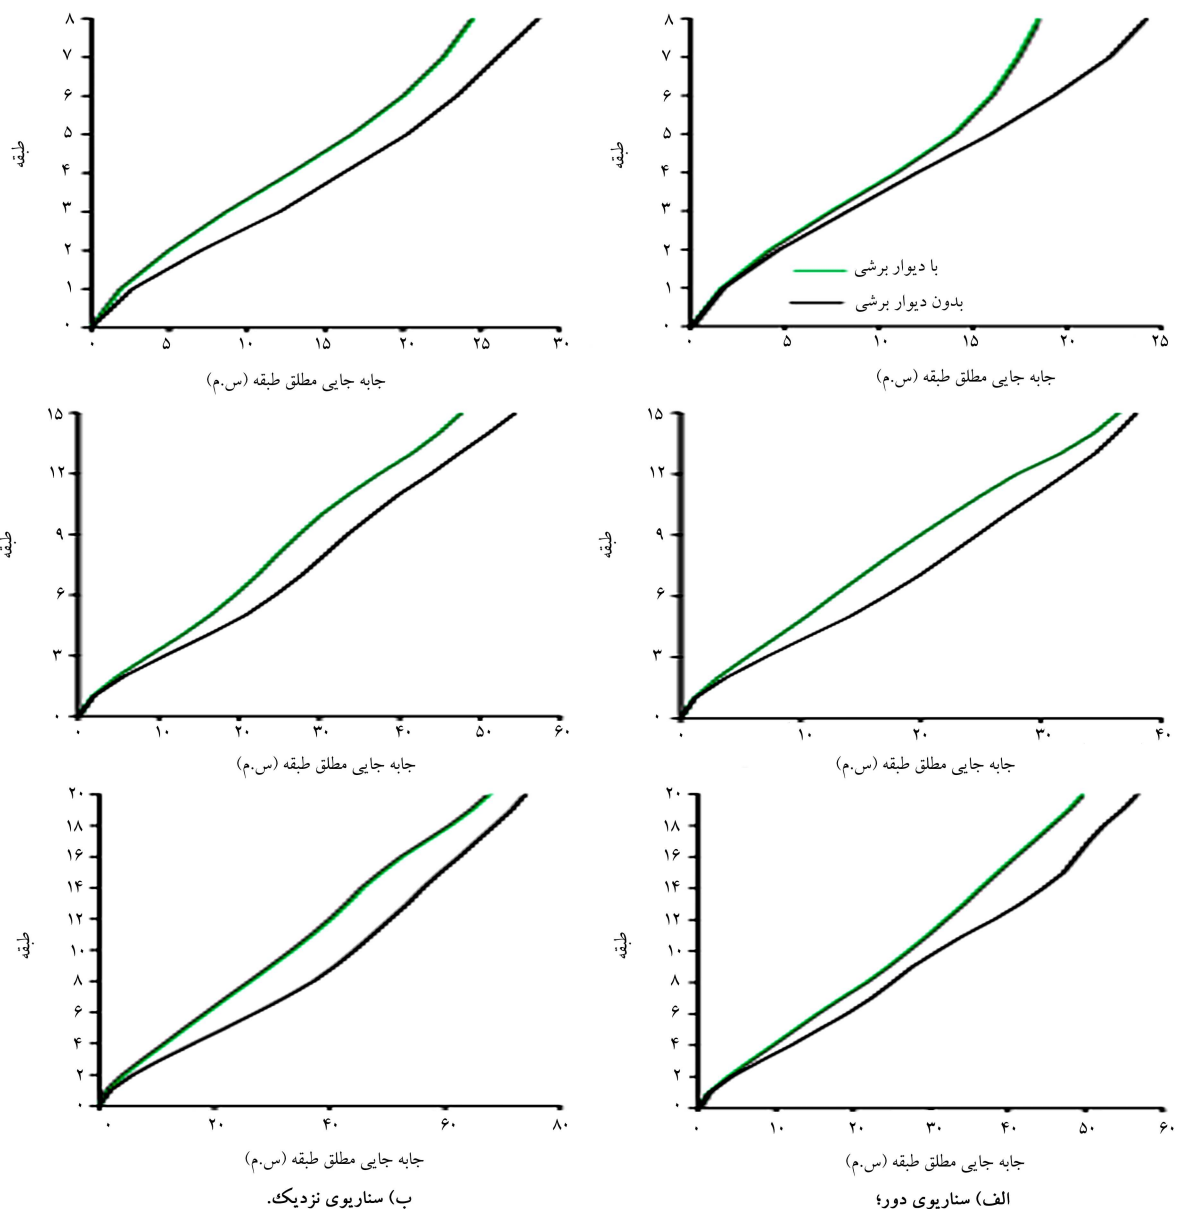 ۸
۷
۶
۵
۴
۳
۲
۱
۰
طبقه
۰ ۵ ۱۰ ۱۵ ۲۰ ۲۵
با دیوار برشی
بدون دیوار برشی
جابه جایی مطلق طبقه (س.م)
۸
۷
۶
۵
۴
۳
۲
۱
۰
طبقه
۰ ۵ ۱۰ ۱۵ ۲۰ ۲۵ ۳۰
جابه جایی مطلق طبقه (س.م)
۱۵
۱۲
۹
۶
۳
۰
طبقه
۰ ۱۰ ۲۰ ۳۰ ۴۰
جابه جایی مطلق طبقه (س.م)
۱۵
۱۲
۹
۶
۳
۰
طبقه
۰ ۱۰ ۲۰ ۳۰ ۴۰ ۵۰ ۶۰
جابه جایی مطلق طبقه (س.م)
۲۰
۱۸
۱۶
۱۴
۱۲
۱۰
۸
۶
۴
۲
۰
طبقه
۰ ۱۰ ۲۰ ۳۰ ۴۰ ۵۰ ۶۰
جابه جایی مطلق طبقه (س.م)
الف) سناریوی دور؛
۲۰
۱۸
۱۶
۱۴
۱۲
۱۰
۸
۶
۴
۲
۰
طبقه
۰ ۲۰ ۴۰ ۶۰ ۸۰
جابه جایی مطلق طبقه (س.م)
ب) سناریوی نزدیک.